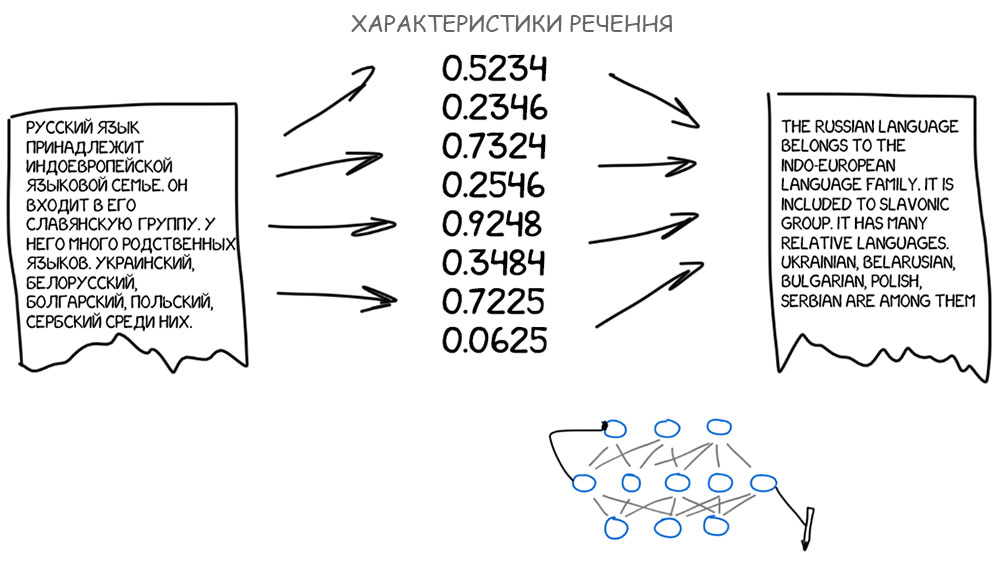 ХАРАКТЕРИСТИКИ РЕЧЕННЯ
РУССКИЙ ЯЗЫК
ПРИНАДЛЕЖИТ
ИНДОЕВРОПЕЙСКОЙ
ЯЗЫКОВОЙ СЕМЬЕ. ОН
ВХОДИТ В ЕГО
СЛАВЯНСКУЮ ГРУППУ. У
НЕГО МНОГО РОДСТВЕННЫХ
ЯЗЫКОВ. УКРАИНСКИЙ,
БЕЛОРУССКИЙ,
БОЛГАРСКИЙ, ПОЛЬСКИЙ,
СЕРБСКИЙ СРЕДИ НИХ.
0.5234
0.2346
0.7324
0.2546
0.9248
0.3484
0.7225
0.0625
THE RUSSIAN LANGUAGE
BELONGS TO THE
INDO-EUROPEAN
LANGUAGE FAMILY. IT IS
INCLUDED TO SLAVONIC
GROUP. IT HAS MANY
RELATIVE LANGUAGES.
UKRAINIAN, BELARUSIAN,
BULGARIAN, POLISH,
SERBIAN ARE AMONG THEM